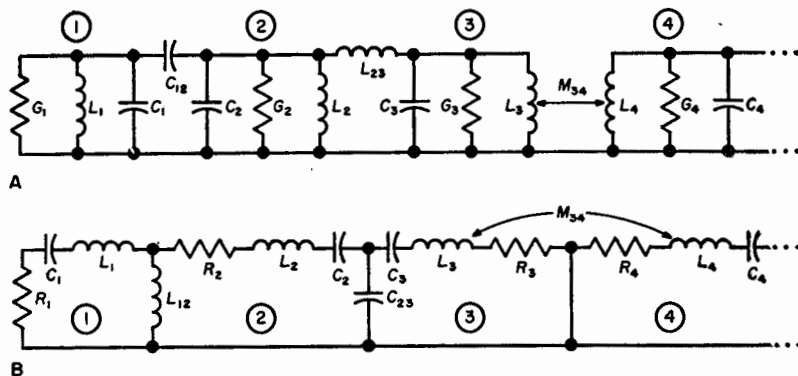 1 2 3 4
C12 L23 M34
G1 L1 C1 C2 G2 L2 C3 G3 L3 L4 G4 C4
A
M34
C1 L1 R2 L2 C2 C3 L3 R3 R4 L4 C4
R1 L12 C23
1 2 3 4
B